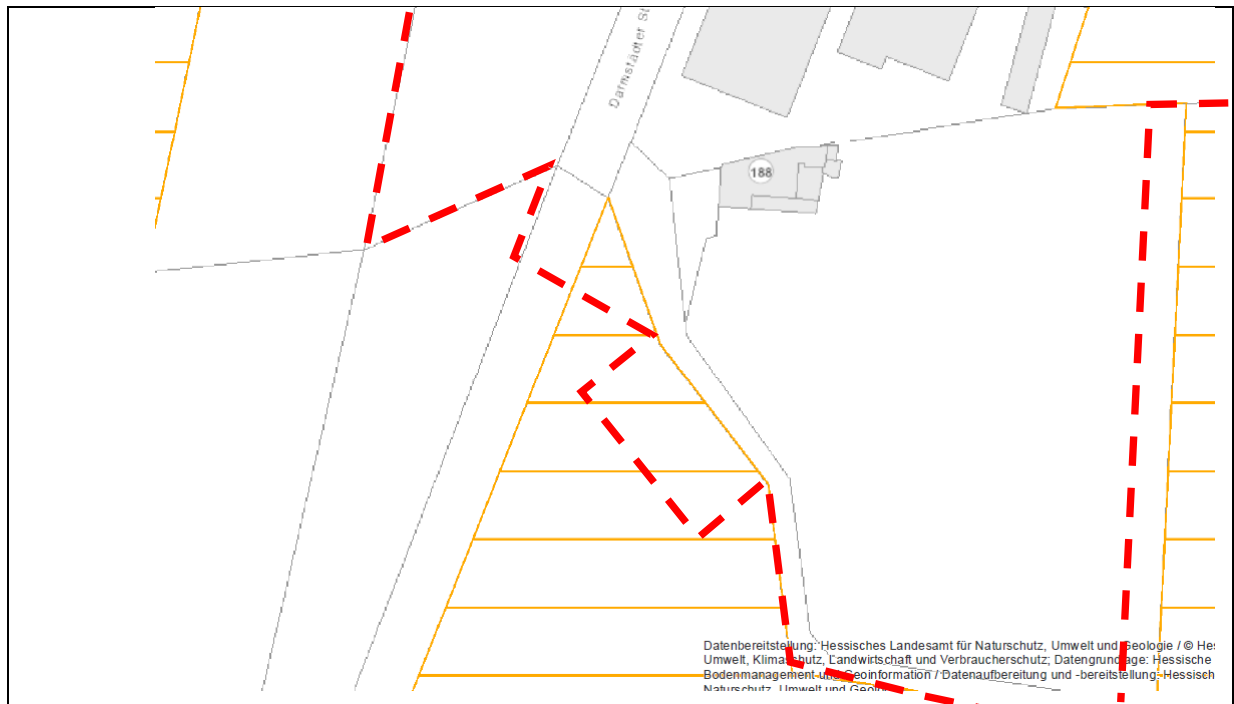 Darmstädter St
188
Datenbereitstellung: Hessisches Landesamt für Naturschutz, Umwelt und Geologie / © Hes
Umwelt, Klimaschutz, Landwirtschaft und Verbraucherschutz; Datengrundlage: Hessische
Bodenmanagement und Geoinformation / Datenaufbereitung und -bereitstellung: Hessisch
Naturschutz, Umwelt und Geolo